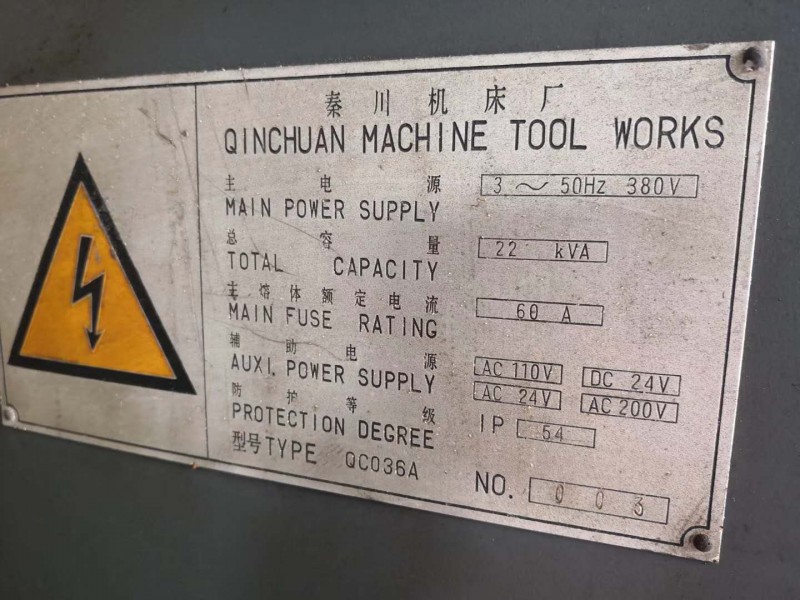 秦川机床厂
QINCHUAN MACHINE TOOL WORKS
主电源
MAIN POWER SUPPLY 3～50Hz 380V
总容量
TOTAL CAPACITY 22 kVA
主熔体额定电流
MAIN FUSE RATING 60 A
辅助电源
AUXI. POWER SUPPLY AC 110V DC 24V
AC 24V AC 200V
防护等级
PROTECTION DEGREE IP 54
型号TYPE QC036A NO. 003